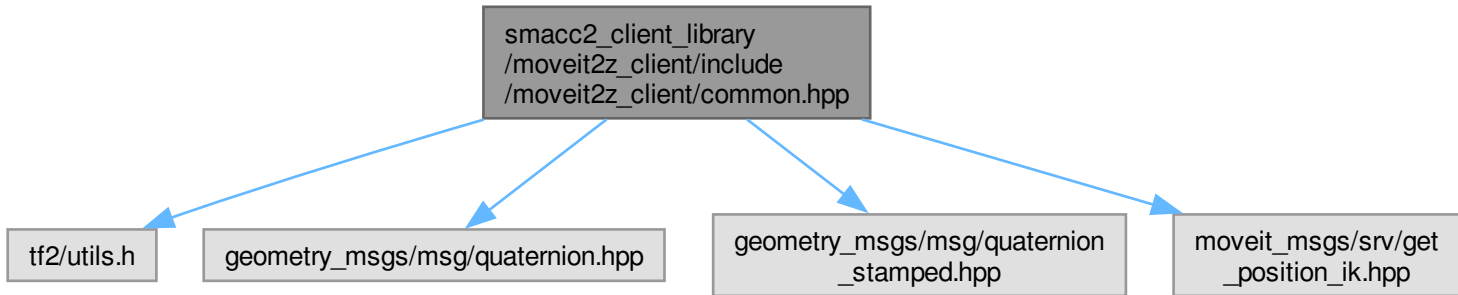 smacc2_client_library
/moveit2z_client/include
/moveit2z_client/common.hpp
tf2/utils.h
geometry_msgs/msg/quaternion.hpp
geometry_msgs/msg/quaternion
_stamped.hpp
moveit_msgs/srv/get
_position_ik.hpp